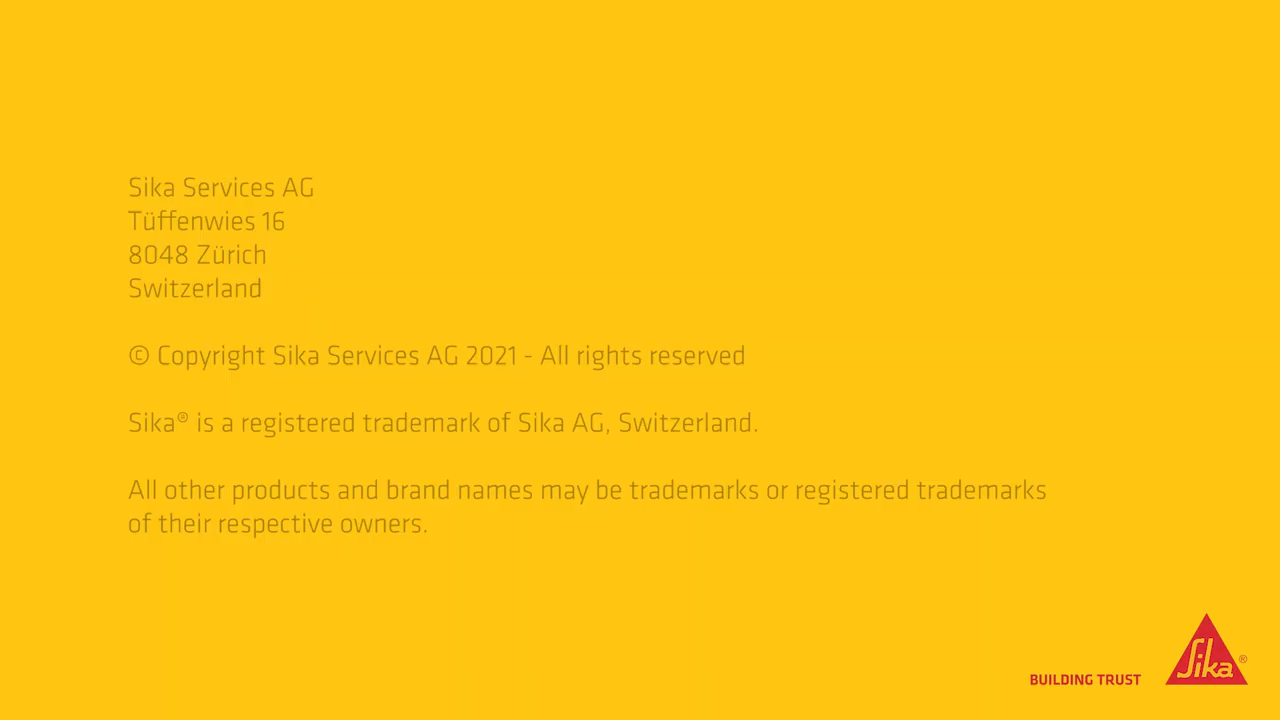 Sika Services AG
Tüffenwies 16
8048 Zürich
Switzerland
© Copyright Sika Services AG 2021 - All rights reserved
Sika® is a registered trademark of Sika AG, Switzerland.
All other products and brand names may be trademarks or registered trademarks
of their respective owners.
BUILDING TRUST
Sika®